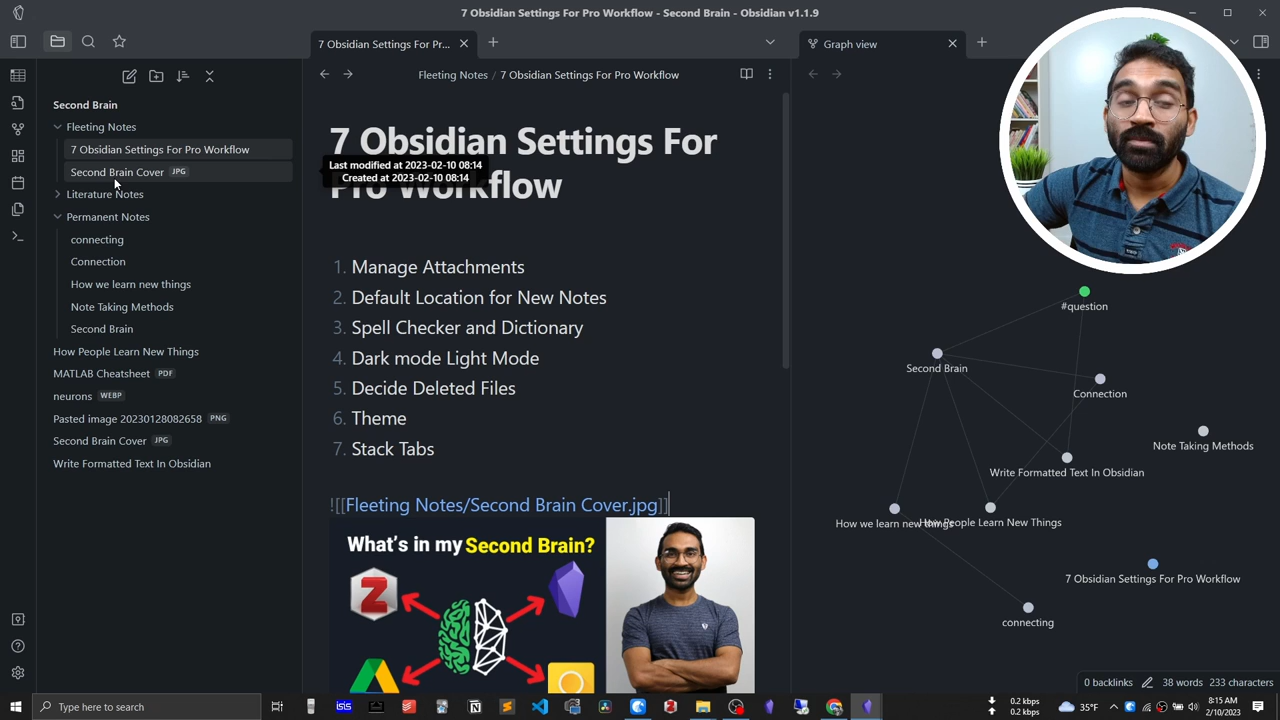 7 Obsidian Settings For Pro Workflow - Second Brain - Obsidian v1.1.9
7 Obsidian Settings For Pr...
Graph view
Fleeting Notes / 7 Obsidian Settings For Pro Workflow
Second Brain
Fleeting Notes
7 Obsidian Settings For Pro Workflow
Second Brain Cover JPG
Literature Notes
Permanent Notes
connecting
Connection
How we learn new things
Note Taking Methods
Second Brain
How People Learn New Things
MATLAB Cheatsheet PDF
neurons WEBP
Pasted image 20230128082658 PNG
Second Brain Cover JPG
Write Formatted Text In Obsidian
7 Obsidian Settings For
Pro Workflow
Last modified at 2023-02-10 08:14
Created at 2023-02-10 08:14
1. Manage Attachments
2. Default Location for New Notes
3. Spell Checker and Dictionary
4. Dark mode Light Mode
5. Decide Deleted Files
6. Theme
7. Stack Tabs
![[Fleeting Notes/Second Brain Cover.jpg]]
What's in my Second Brain?
Z
#question
Second Brain
Connection
Note Taking Methods
Write Formatted Text In Obsidian
How we learn new things
How People Learn New Things
7 Obsidian Settings For Pro Workflow
connecting
0 backlinks
38 words
233 characters
Type here to search
isis
0.2 kbps
0.2 kbps
35°F
8:15 AM
2/10/2023